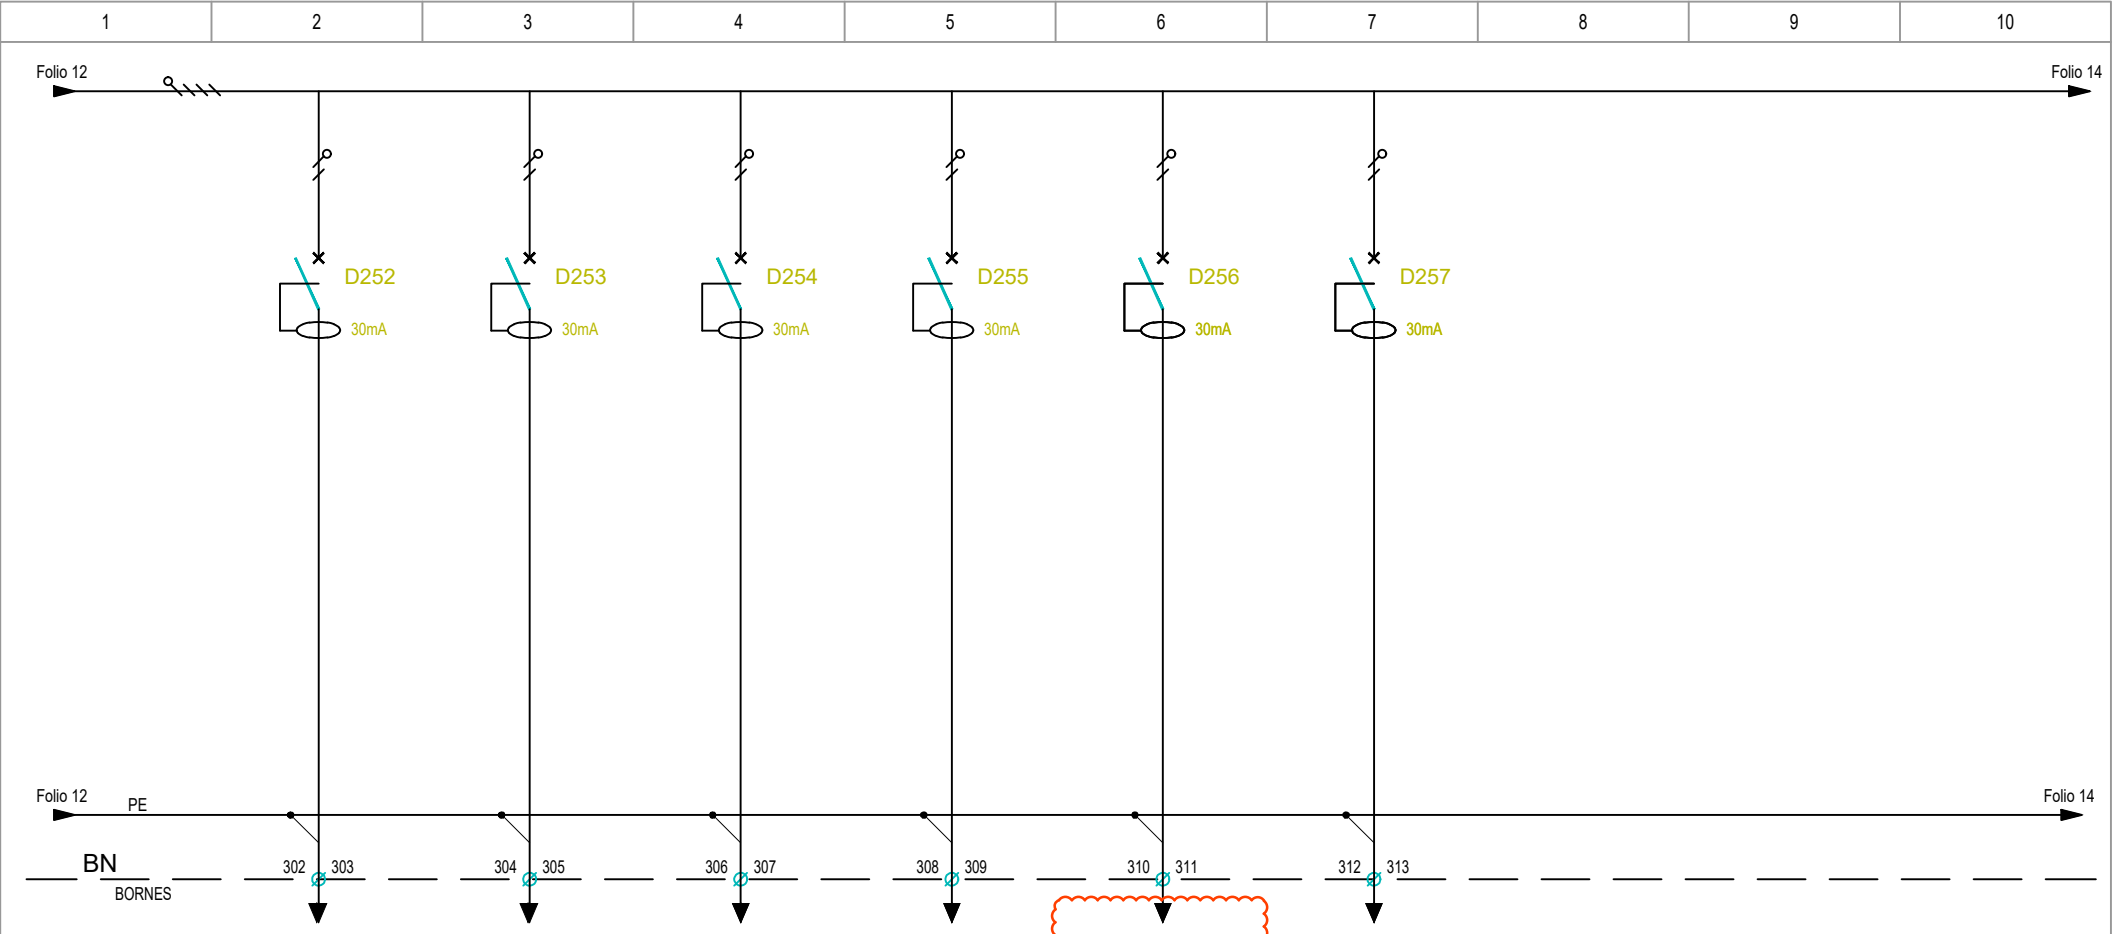 1 2 3 4 5 6 7 8 9 10
Folio 12 Folio 14
D252 D253 D254 D255 D256 D257
30mA 30mA 30mA 30mA 30mA 30mA
Folio 12 PE Folio 14
BN 302 303 304 305 306 307 308 309 310 311 312 313
BORNES